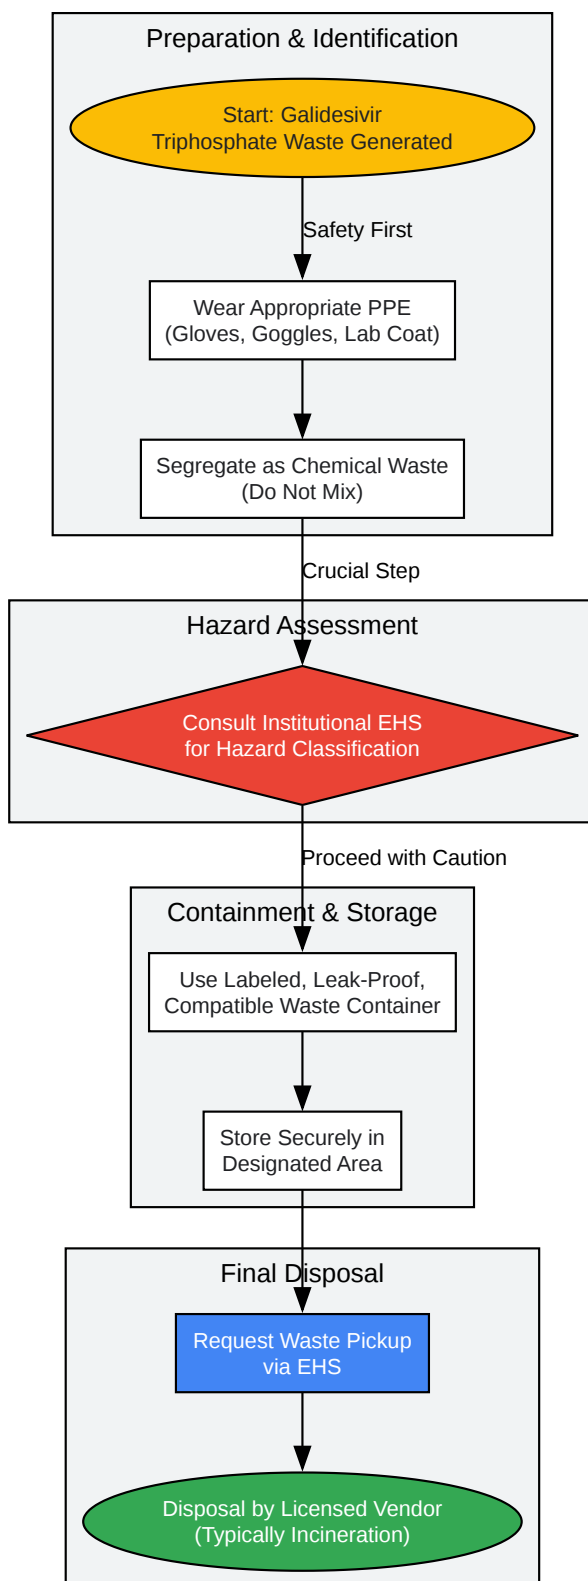 Preparation & Identification
Start: Galidesivir
Triphosphate Waste Generated
Safety First
Wear Appropriate PPE
(Gloves, Goggles, Lab Coat)
Segregate as Chemical Waste
(Do Not Mix)
Crucial Step
Hazard Assessment
Consult Institutional EHS
for Hazard Classification
Proceed with Caution
Containment & Storage
Use Labeled, Leak-Proof,
Compatible Waste Container
Store Securely in
Designated Area
Final Disposal
Request Waste Pickup
via EHS
Disposal by Licensed Vendor
(Typically Incineration)